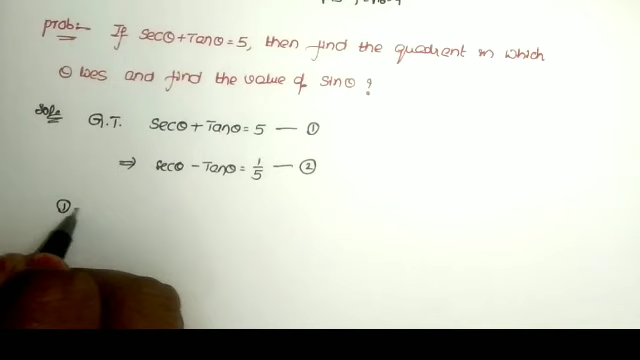 prob:- If secθ+Tanθ=5, then find the quadrent in which
θ lies and find the value of sinθ?
Sol:- G.T. secθ+Tanθ=5 — ①
⇒ secθ-Tanθ=1/5 — ②
①